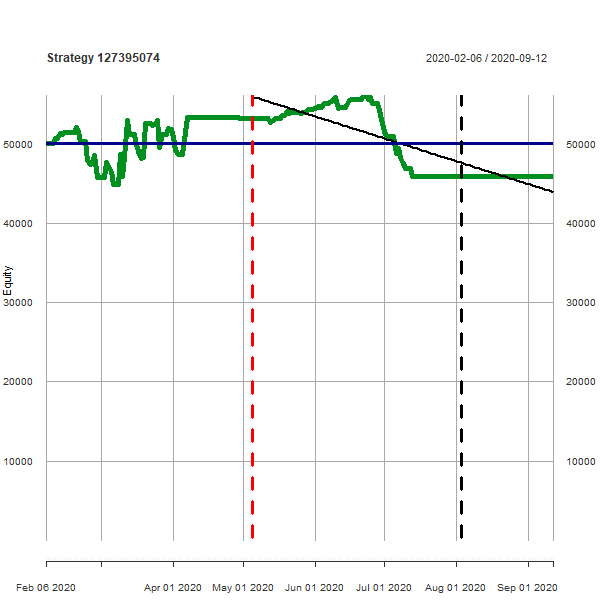 Strategy 127395074
2020-02-06 / 2020-09-12
50000
50000
40000
40000
Equity
30000
30000
20000
20000
10000
10000
Feb 06 2020
Apr 01 2020
May 01 2020
Jun 01 2020
Jul 01 2020
Aug 01 2020
Sep 01 2020